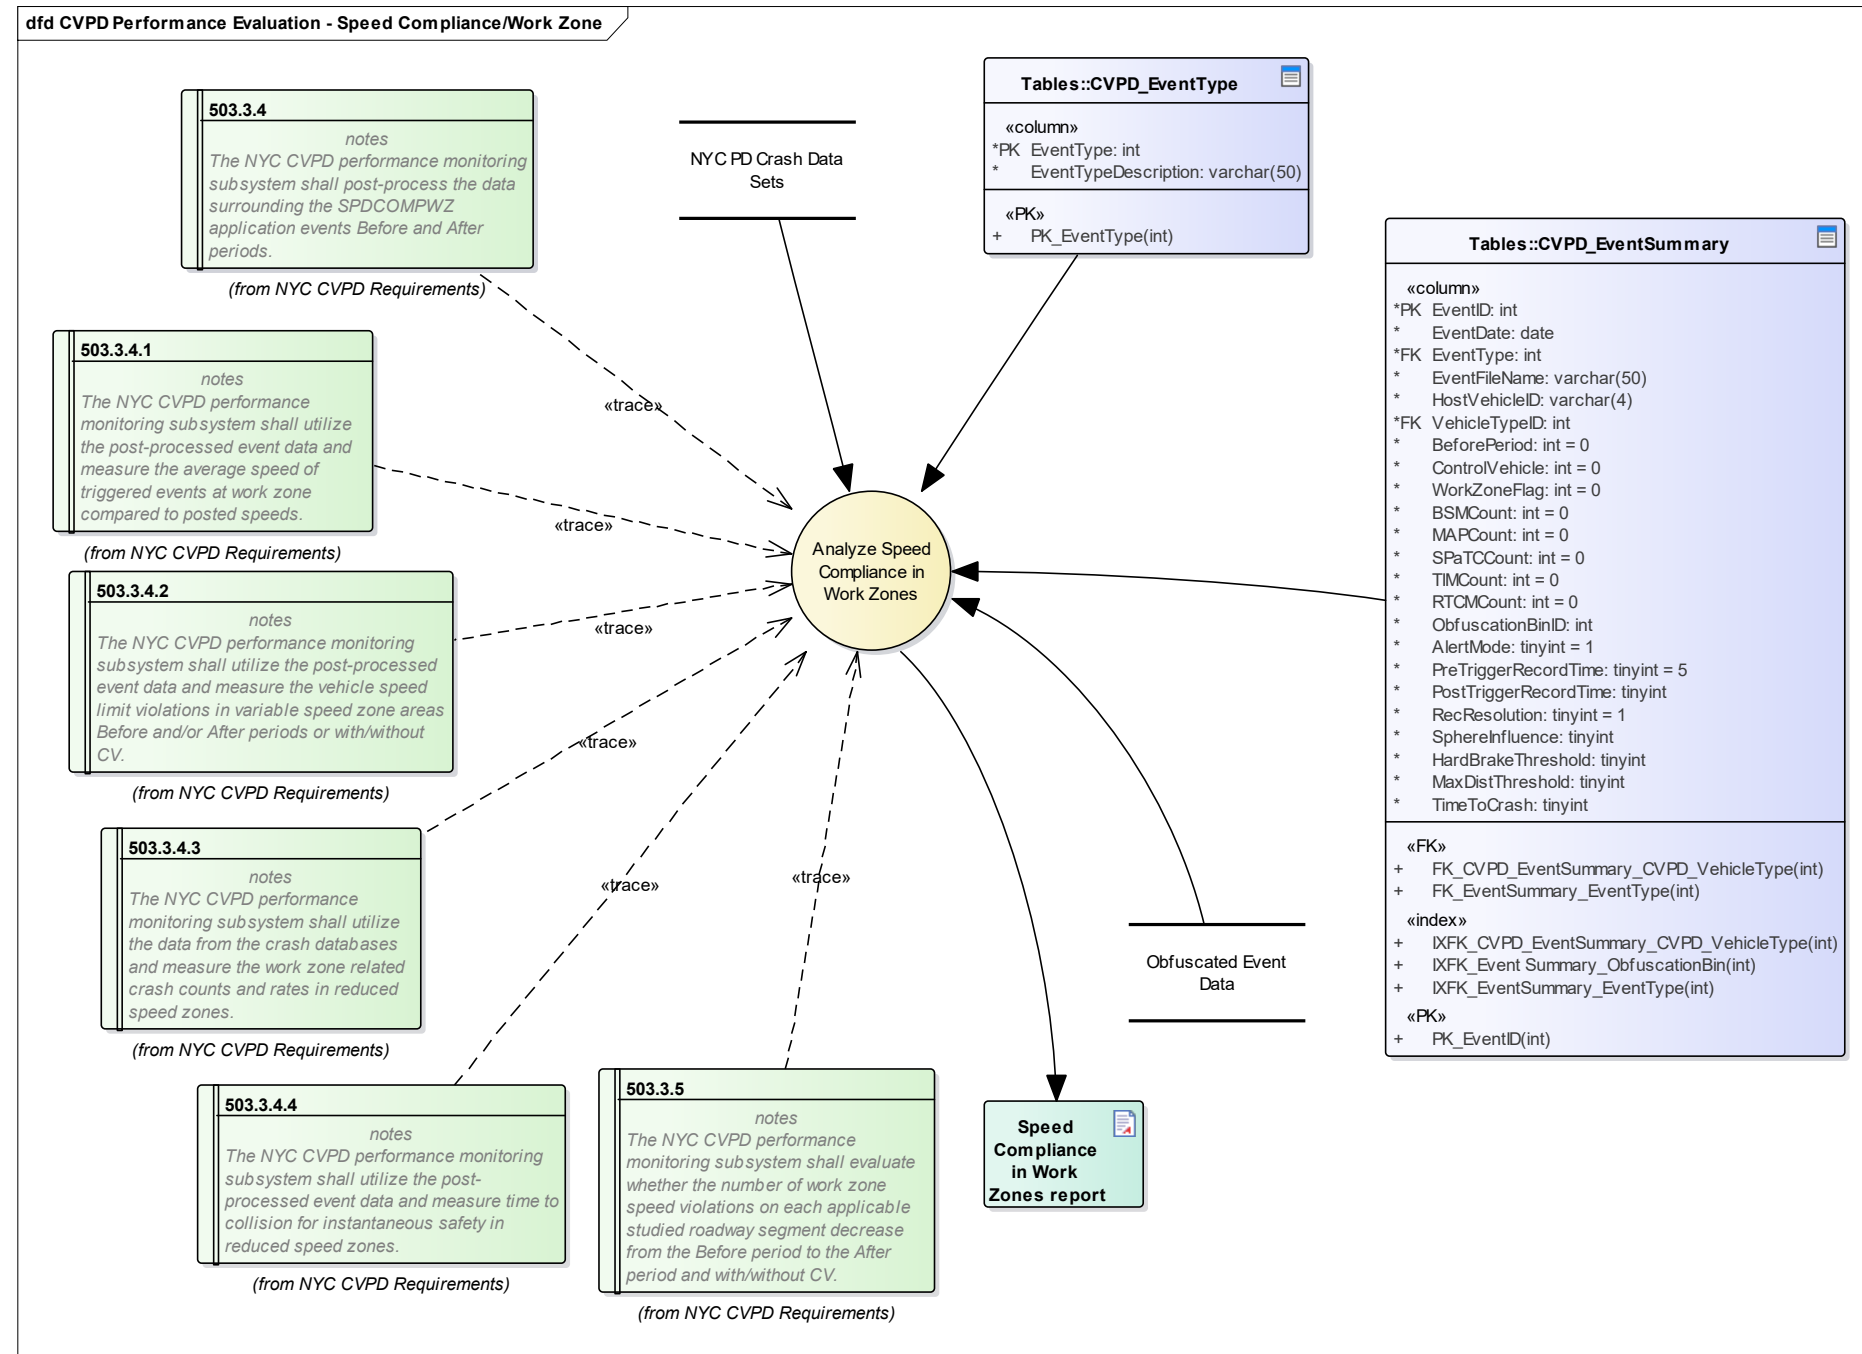 dfd CVPD Performance Evaluation - Speed Compliance/Work Zone
503.3.4
notes
The NYC CVPD performance monitoring
subsystem shall post-process the data
surrounding the SPDCOMPWZ
application events Before and After
periods.
(from NYC CVPD Requirements)
503.3.4.1
notes
The NYC CVPD performance
monitoring subsystem shall utilize
the post-processed event data and
measure the average speed of
triggered events at work zone
compared to posted speeds.
(from NYC CVPD Requirements)
503.3.4.2
notes
The NYC CVPD performance monitoring
subsystem shall utilize the post-processed
event data and measure the vehicle speed
limit violations in variable speed zone areas
Before and/or After periods or with/without
CV.
(from NYC CVPD Requirements)
503.3.4.3
notes
The NYC CVPD performance
monitoring subsystem shall utilize
the data from the crash databases
and measure the work zone related
crash counts and rates in reduced
speed zones.
(from NYC CVPD Requirements)
503.3.4.4
notes
The NYC CVPD performance monitoring
subsystem shall utilize the post-
processed event data and measure time to
collision for instantaneous safety in
reduced speed zones.
(from NYC CVPD Requirements)
503.3.5
notes
The NYC CVPD performance
monitoring subsystem shall evaluate
whether the number of work zone
speed violations on each applicable
studied roadway segment decrease
from the Before period to the After
period and with/without CV.
(from NYC CVPD Requirements)
«trace»
«trace»
«trace»
«trace»
«trace»
«trace»
NYC PD Crash Data
Sets
Analyze Speed
Compliance in
Work Zones
Obfuscated Event
Data
Speed
Compliance
in Work
Zones report
Tables::CVPD_EventType
«column»
*PK EventType: int
* EventTypeDescription: varchar(50)
«PK»
+ PK_EventType(int)
Tables::CVPD_EventSummary
«column»
*PK EventID: int
* EventDate: date
*FK EventType: int
* EventFileName: varchar(50)
* HostVehicleID: varchar(4)
*FK VehicleTypeID: int
* BeforePeriod: int = 0
* ControlVehicle: int = 0
* WorkZoneFlag: int = 0
* BSMCount: int = 0
* MAPCount: int = 0
* SPaTCCount: int = 0
* TIMCount: int = 0
* RTCMCount: int = 0
* ObfuscationBinID: int
* AlertMode: tinyint = 1
* PreTriggerRecordTime: tinyint = 5
* PostTriggerRecordTime: tinyint
* RecResolution: tinyint = 1
* SphereInfluence: tinyint
* HardBrakeThreshold: tinyint
* MaxDistThreshold: tinyint
* TimeToCrash: tinyint
«FK»
+ FK_CVPD_EventSummary_CVPD_VehicleType(int)
+ FK_EventSummary_EventType(int)
«index»
+ IXFK_CVPD_EventSummary_CVPD_VehicleType(int)
+ IXFK_Event Summary_ObfuscationBin(int)
+ IXFK_EventSummary_EventType(int)
«PK»
+ PK_EventID(int)